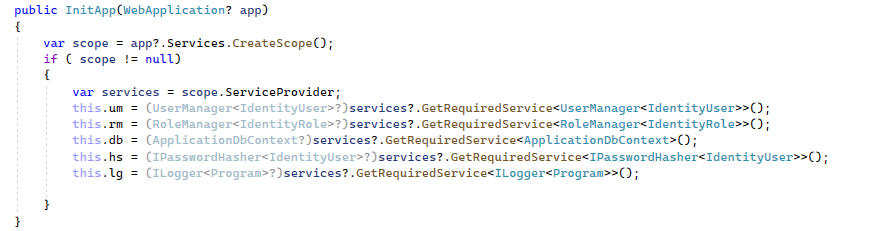 public InitApp(WebApplication? app)
{
var scope = app?.Services.CreateScope();
if ( scope != null)
{
var services = scope.ServiceProvider;
this.um = (UserManager<IdentityUser>?)services?.GetRequiredService<UserManager<IdentityUser>>();
this.rm = (RoleManager<IdentityRole>?)services?.GetRequiredService<RoleManager<IdentityRole>>();
this.db = (ApplicationDbContext?)services?.GetRequiredService<ApplicationDbContext>();
this.hs = (IPasswordHasher<IdentityUser>?)services?.GetRequiredService<IPasswordHasher<IdentityUser>>();
this.lg = (ILogger<Program>?)services?.GetRequiredService<ILogger<Program>>();
}
}